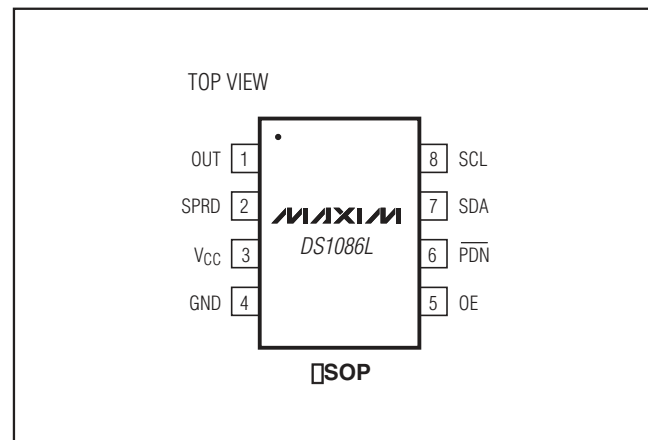 TOP VIEW
OUT 1
8 SCL
SPRD 2
MAXIM
7 SDA
VCC 3
DS1086L
6 PDN
GND 4
5 OE
▯SOP